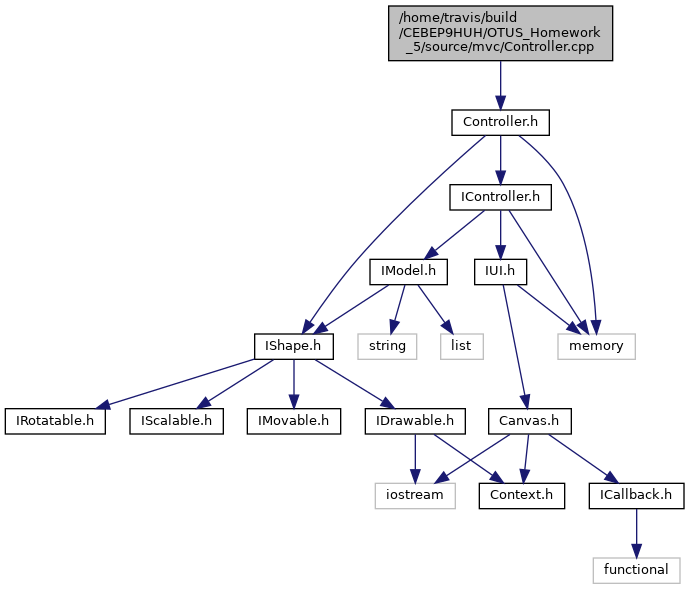 /home/travis/build
/CEBEP9HUH/OTUS_Homework
_5/source/mvc/Controller.cpp
Controller.h
IController.h
IModel.h
IUI.h
IShape.h
string
list
memory
IRotatable.h
IScalable.h
IMovable.h
IDrawable.h
Canvas.h
iostream
Context.h
ICallback.h
functional